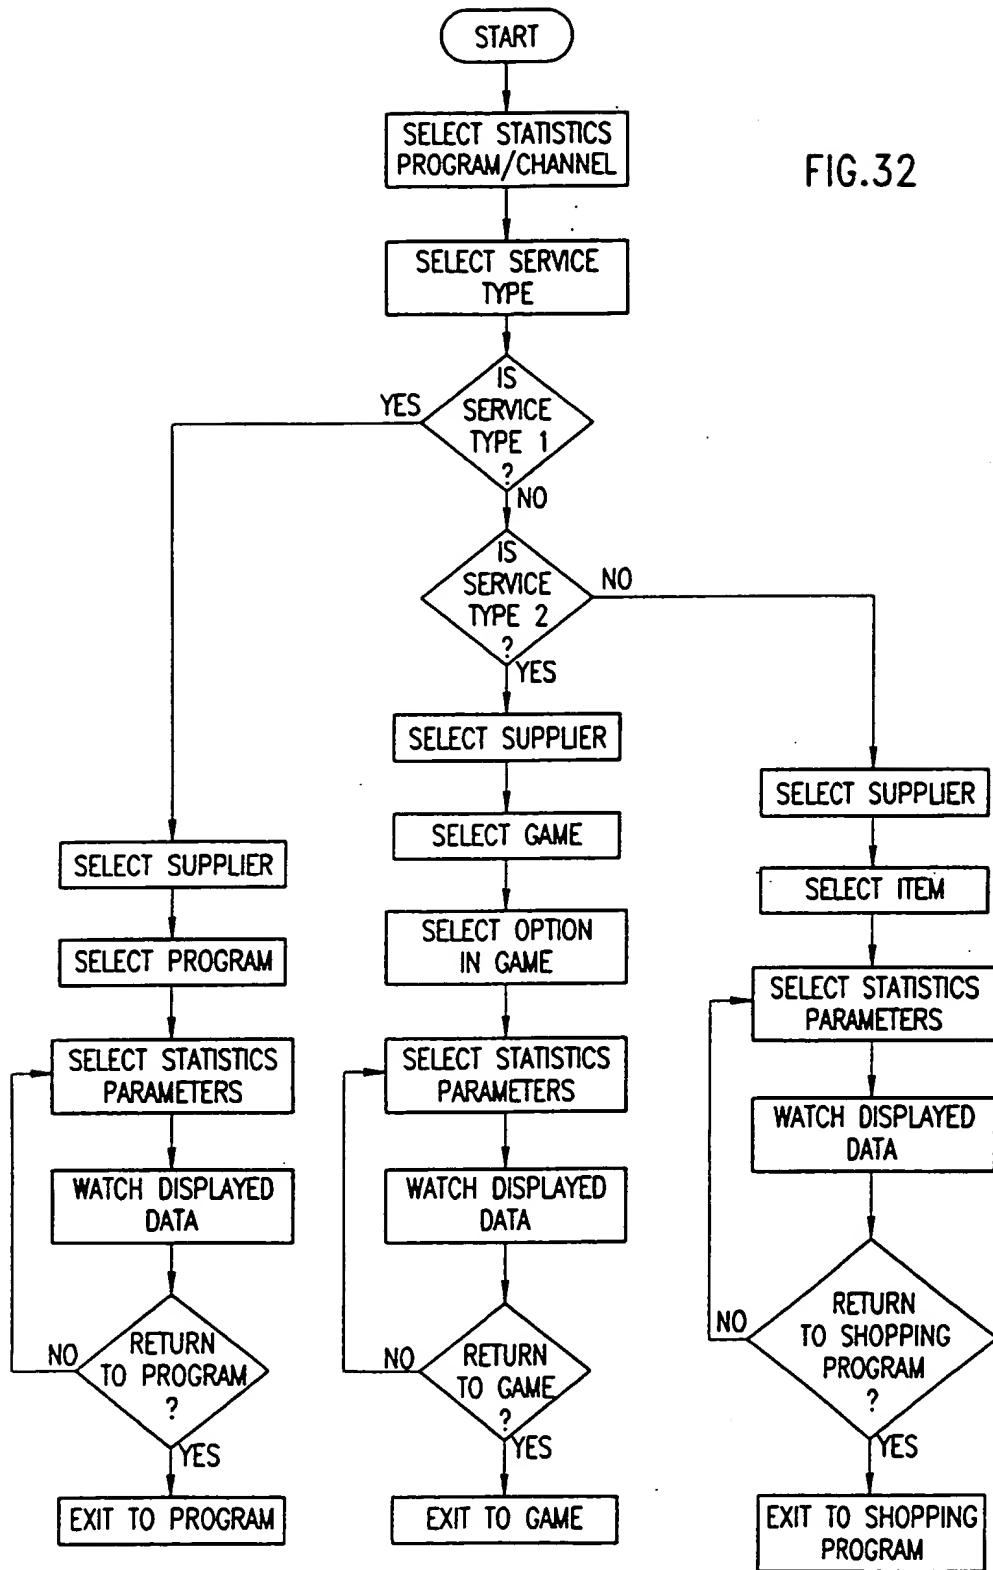 START
SELECT STATISTICS
PROGRAM/CHANNEL
FIG.32
SELECT SERVICE
TYPE
IS
SERVICE
TYPE 1
?
YES
NO
IS
SERVICE
TYPE 2
?
NO
YES
SELECT SUPPLIER
SELECT GAME
SELECT OPTION
IN GAME
SELECT STATISTICS
PARAMETERS
WATCH DISPLAYED
DATA
RETURN
TO GAME
?
NO
YES
EXIT TO GAME
SELECT SUPPLIER
SELECT PROGRAM
SELECT STATISTICS
PARAMETERS
WATCH DISPLAYED
DATA
RETURN
TO PROGRAM
?
NO
YES
EXIT TO PROGRAM
SELECT SUPPLIER
SELECT ITEM
SELECT STATISTICS
PARAMETERS
WATCH DISPLAYED
DATA
RETURN
TO SHOPPING
PROGRAM
?
NO
YES
EXIT TO SHOPPING
PROGRAM